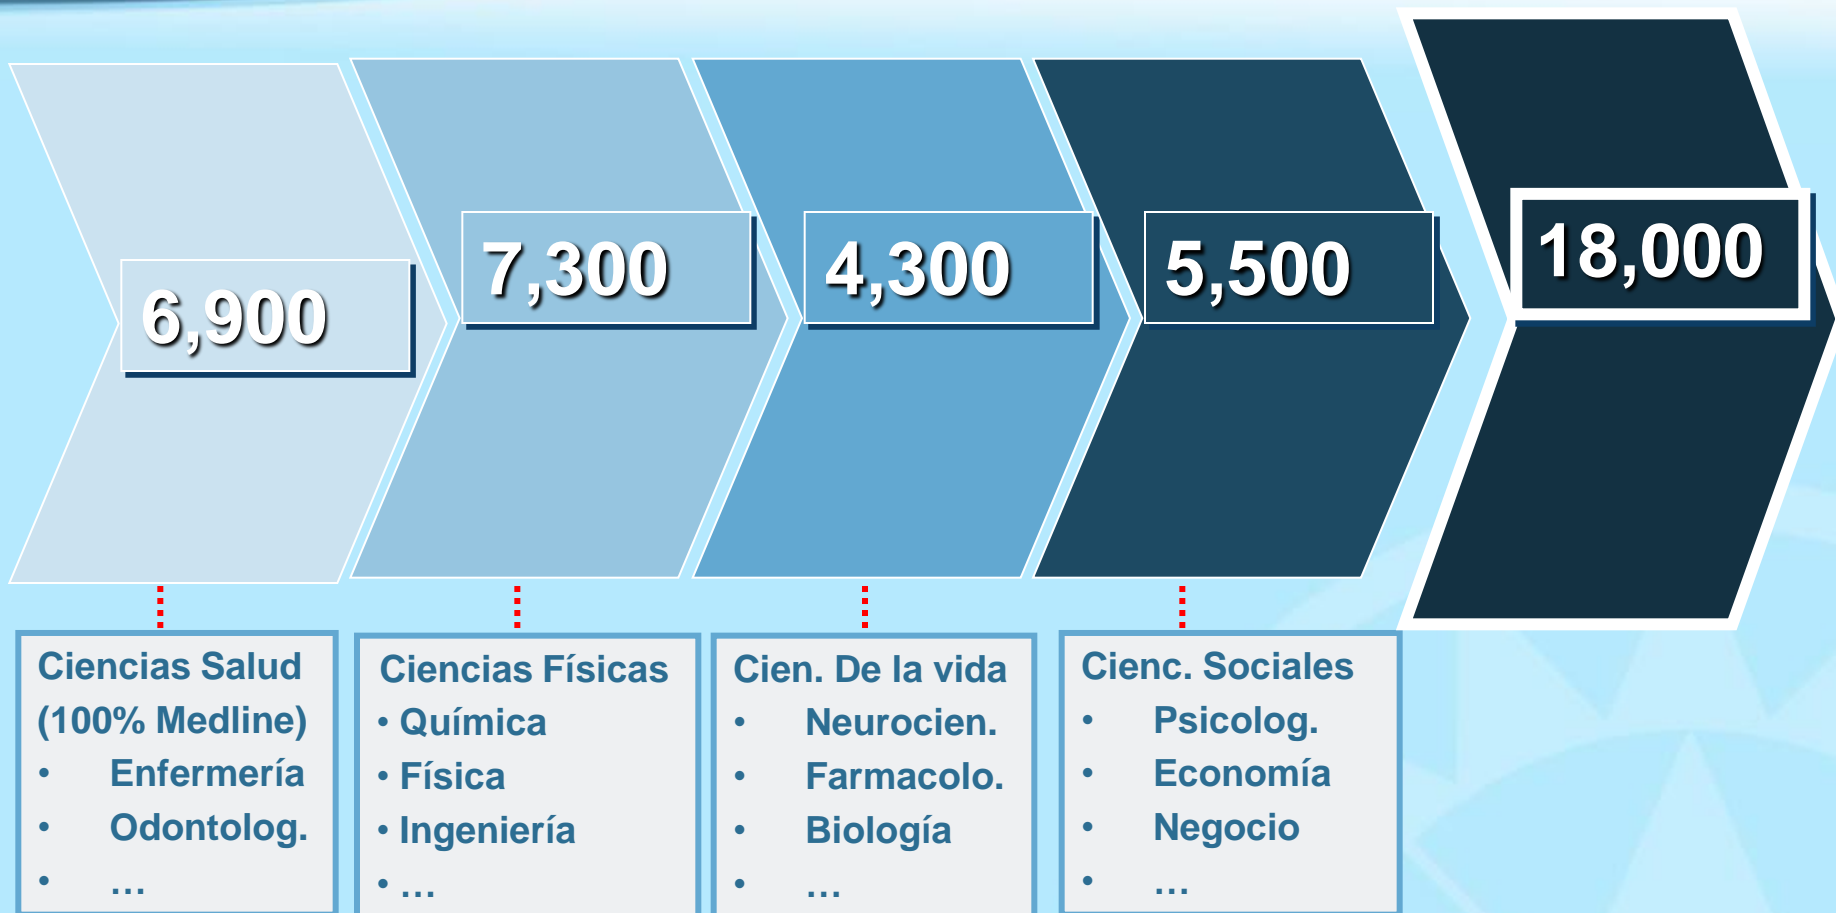 6,900
7,300
4,300
5,500
18,000
Ciencias Salud
(100% Medline)
• Enfermería
• Odontolog.
• …
Ciencias Físicas
• Química
• Física
• Ingeniería
• …
Cien. De la vida
• Neurocien.
• Farmacolo.
• Biología
• …
Cienc. Sociales
• Psicolog.
• Economía
• Negocio
• …